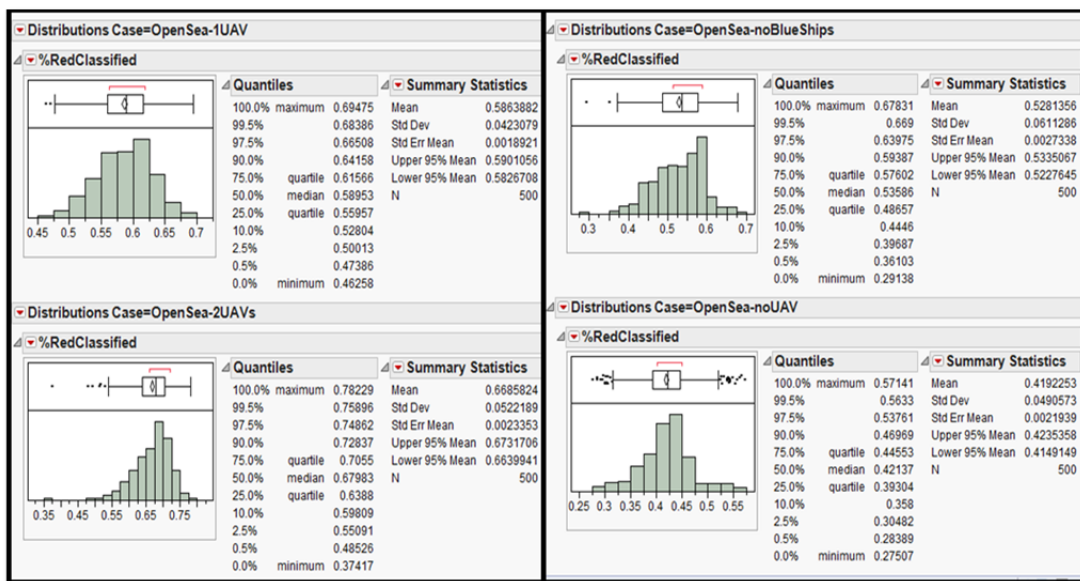 Distributions Case=OpenSea-1UAV
%RedClassified
Quantiles
100.0% maximum 0.69475
99.5% 0.68386
97.5% 0.66508
90.0% 0.64158
75.0% quartile 0.61566
50.0% median 0.58953
25.0% quartile 0.55957
10.0% 0.52804
2.5% 0.50013
0.5% 0.47386
0.0% minimum 0.46258
Summary Statistics
Mean 0.5863882
Std Dev 0.0423079
Std Err Mean 0.0018921
Upper 95% Mean 0.5901056
Lower 95% Mean 0.5826708
N 500
0.45 0.5 0.55 0.6 0.65 0.7
Distributions Case=OpenSea-2UAVs
%RedClassified
Quantiles
100.0% maximum 0.78229
99.5% 0.75896
97.5% 0.74862
90.0% 0.72837
75.0% quartile 0.7055
50.0% median 0.67983
25.0% quartile 0.6388
10.0% 0.59809
2.5% 0.55091
0.5% 0.48526
0.0% minimum 0.37417
Summary Statistics
Mean 0.6685824
Std Dev 0.0522189
Std Err Mean 0.0023353
Upper 95% Mean 0.6731706
Lower 95% Mean 0.6639941
N 500
0.35 0.45 0.55 0.65 0.75
Distributions Case=OpenSea-noBlueShips
%RedClassified
Quantiles
100.0% maximum 0.67831
99.5% 0.669
97.5% 0.63975
90.0% 0.59387
75.0% quartile 0.57602
50.0% median 0.53586
25.0% quartile 0.48657
10.0% 0.4446
2.5% 0.39687
0.5% 0.36103
0.0% minimum 0.29138
Summary Statistics
Mean 0.5281356
Std Dev 0.0611286
Std Err Mean 0.0027338
Upper 95% Mean 0.5335067
Lower 95% Mean 0.5227645
N 500
0.3 0.4 0.5 0.6 0.7
Distributions Case=OpenSea-noUAV
%RedClassified
Quantiles
100.0% maximum 0.57141
99.5% 0.5633
97.5% 0.53761
90.0% 0.46969
75.0% quartile 0.44553
50.0% median 0.42137
25.0% quartile 0.39304
10.0% 0.358
2.5% 0.30482
0.5% 0.28389
0.0% minimum 0.27507
Summary Statistics
Mean 0.4192253
Std Dev 0.0490573
Std Err Mean 0.0021939
Upper 95% Mean 0.4235358
Lower 95% Mean 0.4149149
N 500
0.25 0.3 0.35 0.4 0.45 0.5 0.55